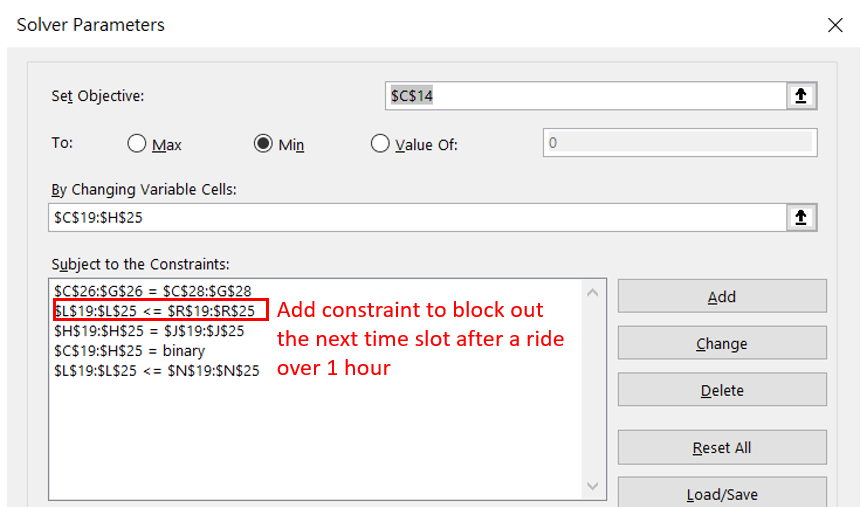 Solver Parameters
Set Objective:
$C$14
To:
Max
Min
Value Of:
0
By Changing Variable Cells:
$C$19:$H$25
Subject to the Constraints:
$C$26:$G$26 = $C$28:$G$28
$L$19:$L$25 <= $R$19:$R$25
$H$19:$H$25 = $J$19:$J$25
$C$19:$H$25 = binary
$L$19:$L$25 <= $N$19:$N$25
Add constraint to block out
the next time slot after a ride
over 1 hour
Add
Change
Delete
Reset All
Load/Save